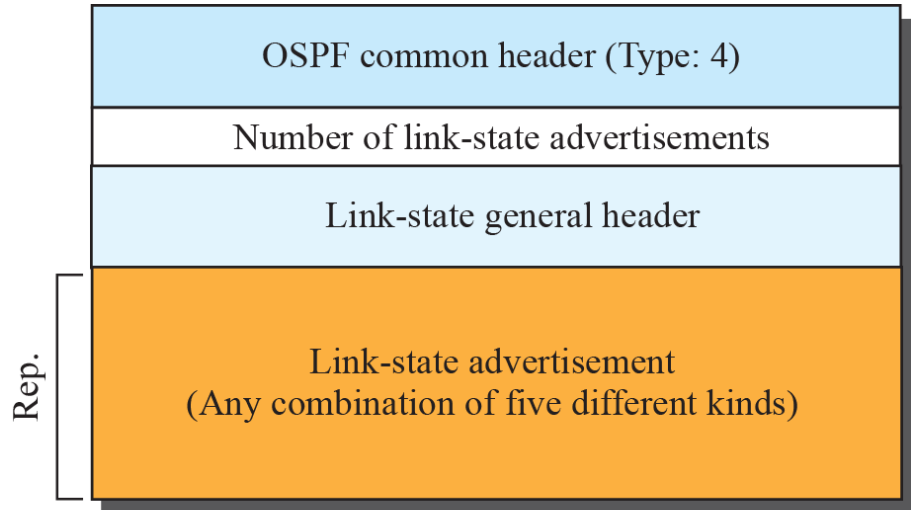 OSPF common header (Type: 4)
Number of link-state advertisements
Link-state general header
Rep.
Link-state advertisement
(Any combination of five different kinds)